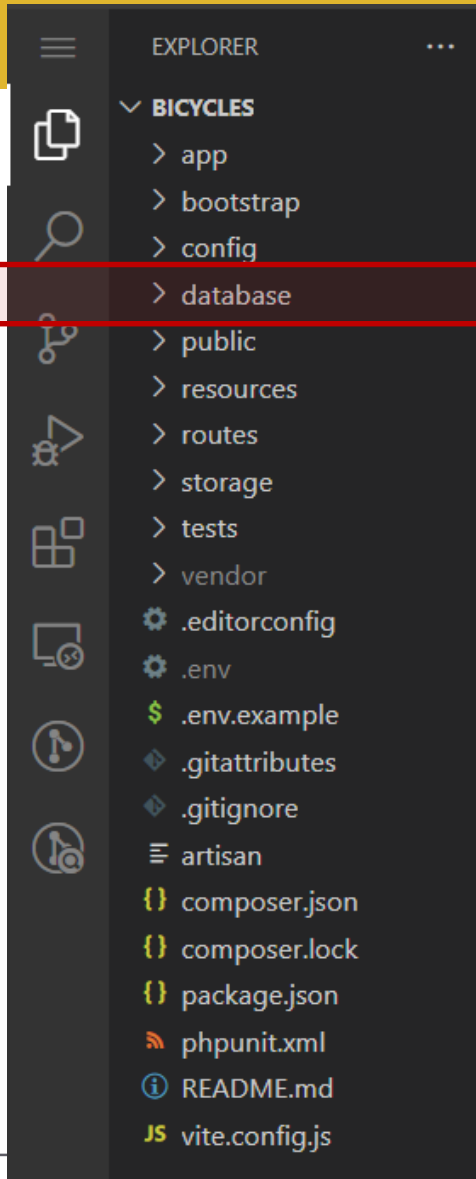 EXPLORER ...
BICYCLES
app
bootstrap
config
database
public
resources
routes
storage
tests
vendor
.editorconfig
.env
$ .env.example
.gitattributes
.gitignore
artisan
{} composer.json
{} composer.lock
{} package.json
phpunit.xml
README.md
JS vite.config.js